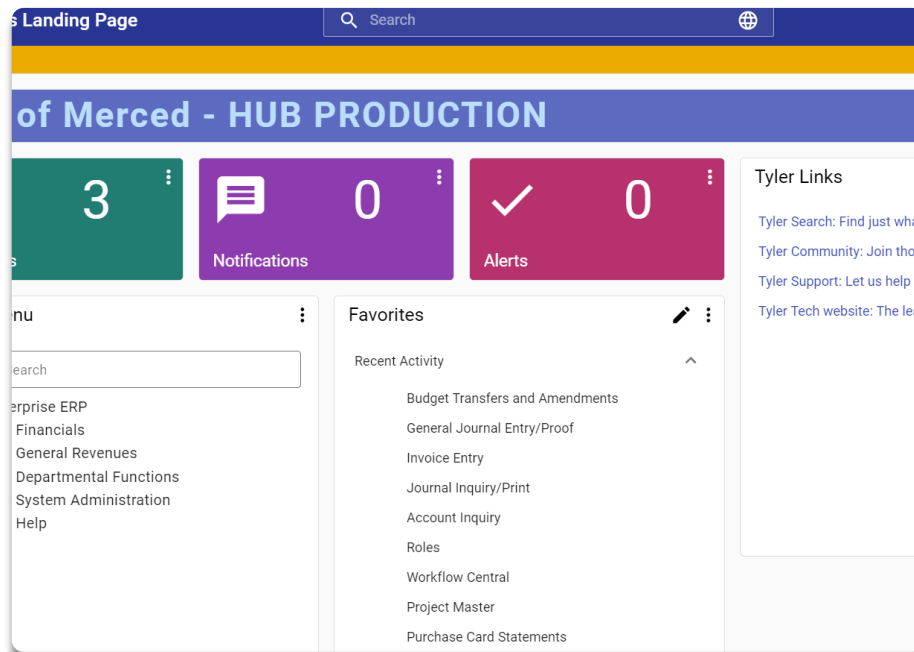 s Landing Page
Search
of Merced - HUB PRODUCTION
3
s
0
Notifications
0
Alerts
Tyler Links
Tyler Search: Find just wha
Tyler Community: Join tho
Tyler Support: Let us help
Tyler Tech website: The lea
nu
earch
erprise ERP
Financials
General Revenues
Departmental Functions
System Administration
Help
Favorites
Recent Activity
Budget Transfers and Amendments
General Journal Entry/Proof
Invoice Entry
Journal Inquiry/Print
Account Inquiry
Roles
Workflow Central
Project Master
Purchase Card Statements